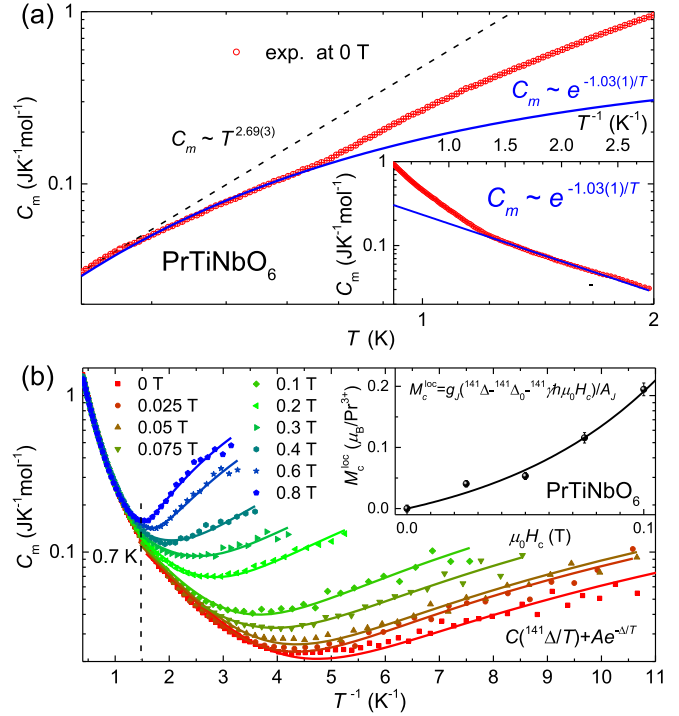 (a)
exp. at 0 T
C_m ~ T^2.69(3)
C_m ~ e^-1.03(1)/T
PrTiNbO_6
C_m (JK^-1mol^-1)
1
0.1
1
2
T (K)
T^-1 (K^-1)
1.0
1.5
2.0
2.5
C_m ~ e^-1.03(1)/T
C_m (JK^-1mol^-1)
1
0.1
(b)
0 T
0.025 T
0.05 T
0.075 T
0.1 T
0.2 T
0.3 T
0.4 T
0.6 T
0.8 T
0.7 K
C_m (JK^-1mol^-1)
1
0.1
M_c^loc=g_J(^141Δ-^141Δ_0-^141γℏμ_0H_c)/A_J
M_c^loc (μ_B/Pr^3+)
0.2
0.1
0.0
PrTiNbO_6
0.0
0.1
μ_0H_c (T)
C(^141Δ/T)+Ae^-Δ/T
1 2 3 4 5 6 7 8 9 10 11
T^-1 (K^-1)